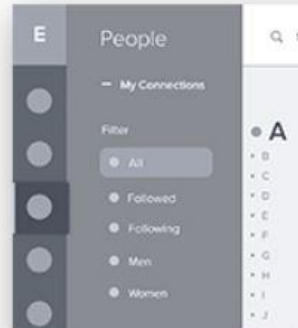 E
People
My Connections
Filter
All
Followed
Following
Men
Women
A
B
C
D
E
F
G
H
I
J